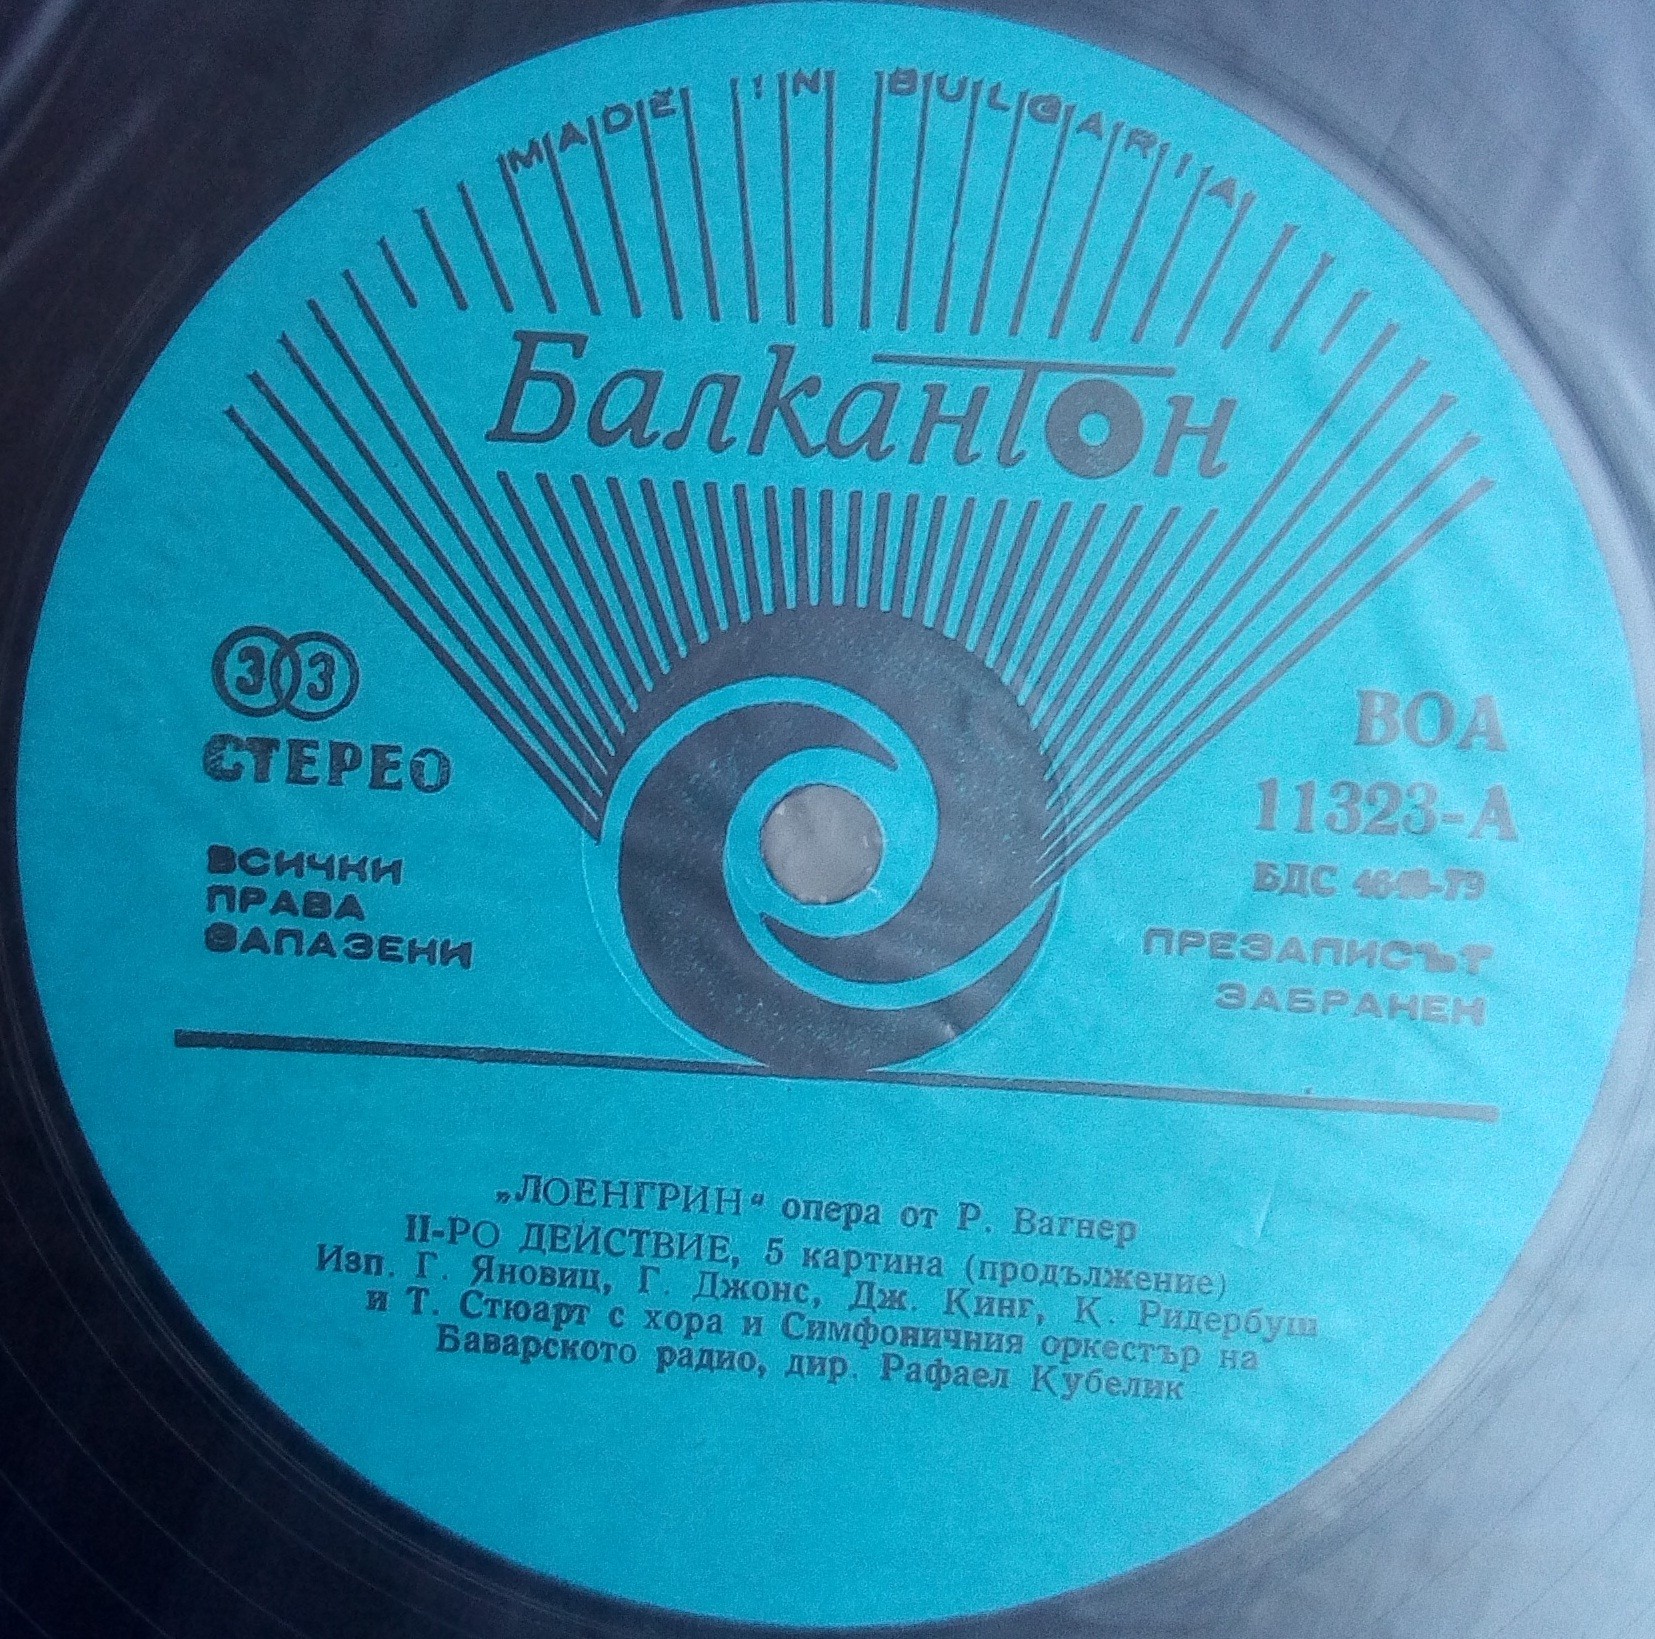 MADE IN BULGARIA
Балкантон
33
СТЕРЕО
ВСИЧКИ
ПРАВА
ЗАПАЗЕНИ
ВОА
11323-А
БДС
ПРЕЗАПИСЪТ
ЗАБРАНЕН
„ЛОЕНГРИН“ опера от Р. Вагнер
II-РО ДЕЙСТВИЕ, 5 картина (продължение)
Изп. Г. Яновиц, Г. Джонс, Дж. Кинг, К. Ридербуш
и Т. Стюарт с хора и Симфоничния оркестър на
Баварското радио, дир. Рафаел Кубелик